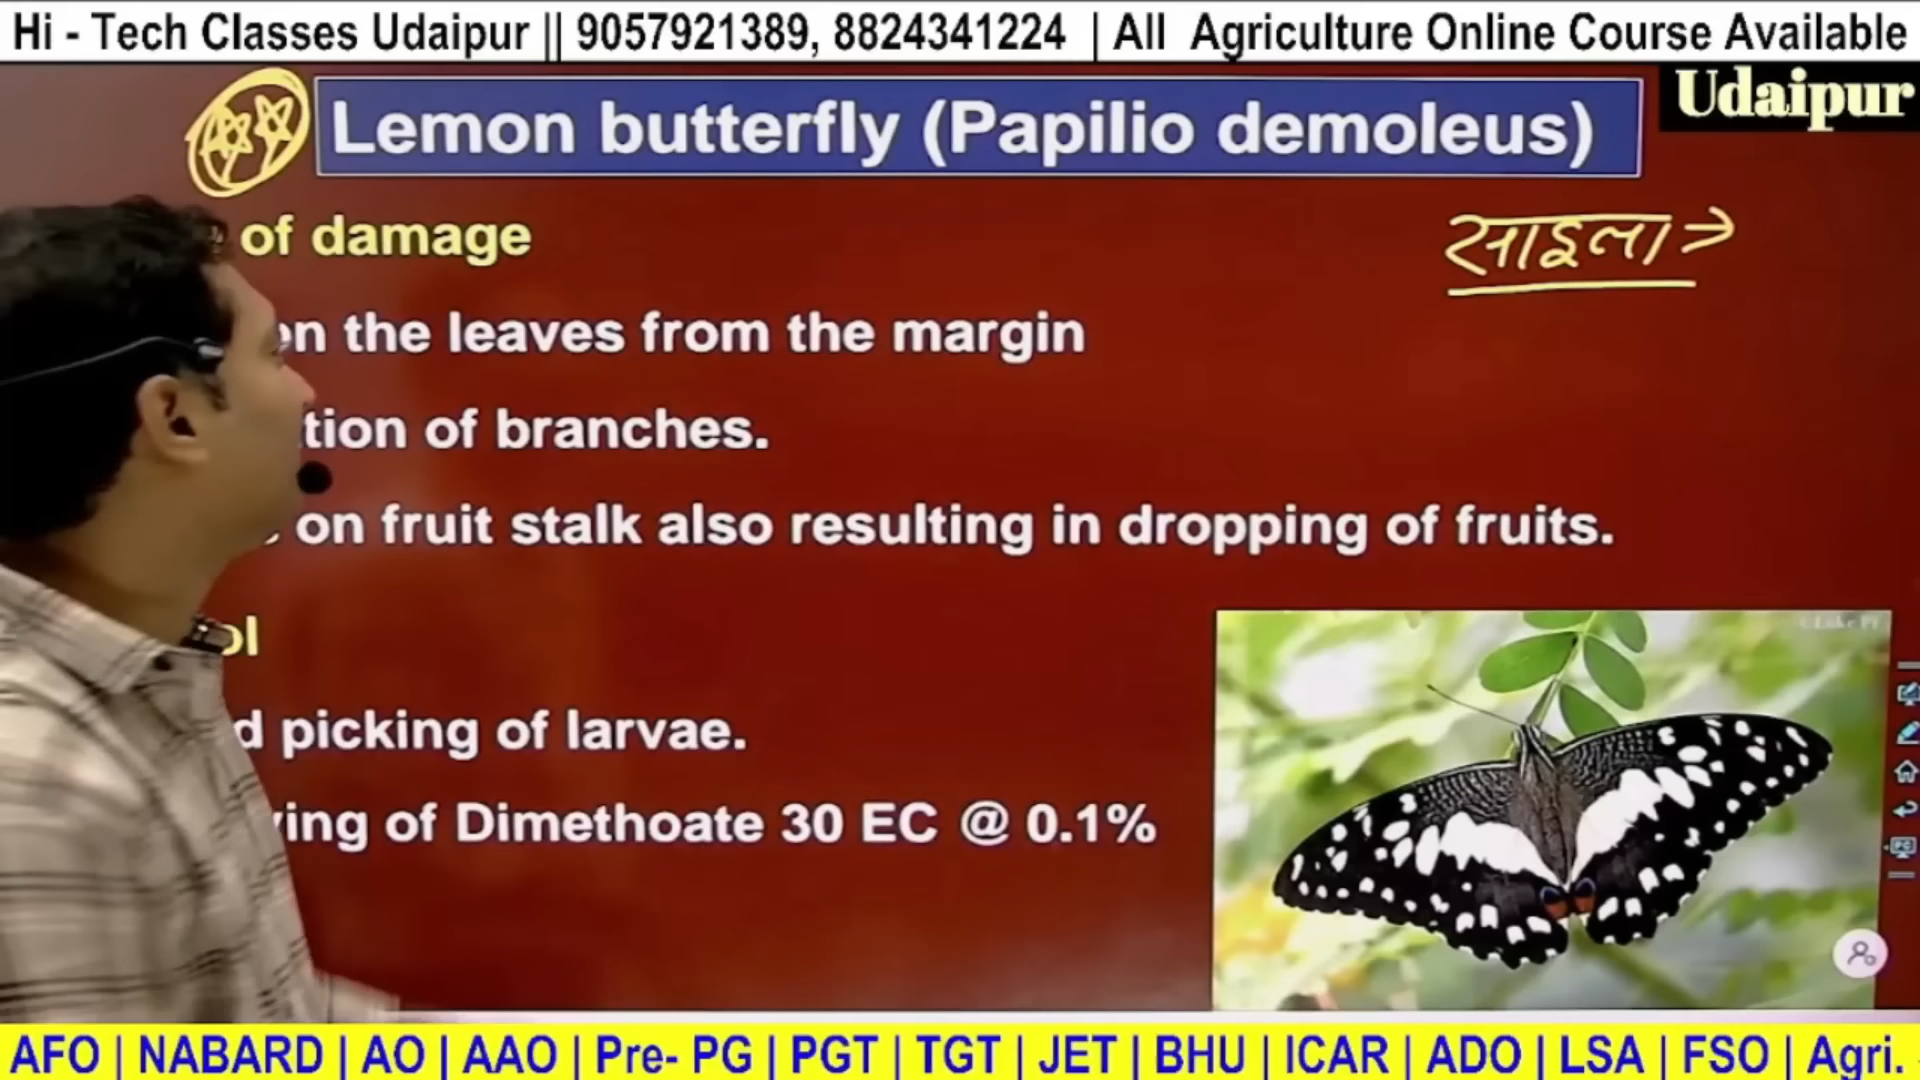 Hi - Tech Classes Udaipur || 9057921389, 8824341224 | All Agriculture Online Course Available
Udaipur
Lemon butterfly (Papilio demoleus)
of damage
साइला →
the leaves from the margin
of branches.
on fruit stalk also resulting in dropping of fruits.
picking of larvae.
of Dimethoate 30 EC @ 0.1%
AFO | NABARD | AO | AAO | Pre- PG | PGT | TGT | JET | BHU | ICAR | ADO | LSA | FSO | Agri.